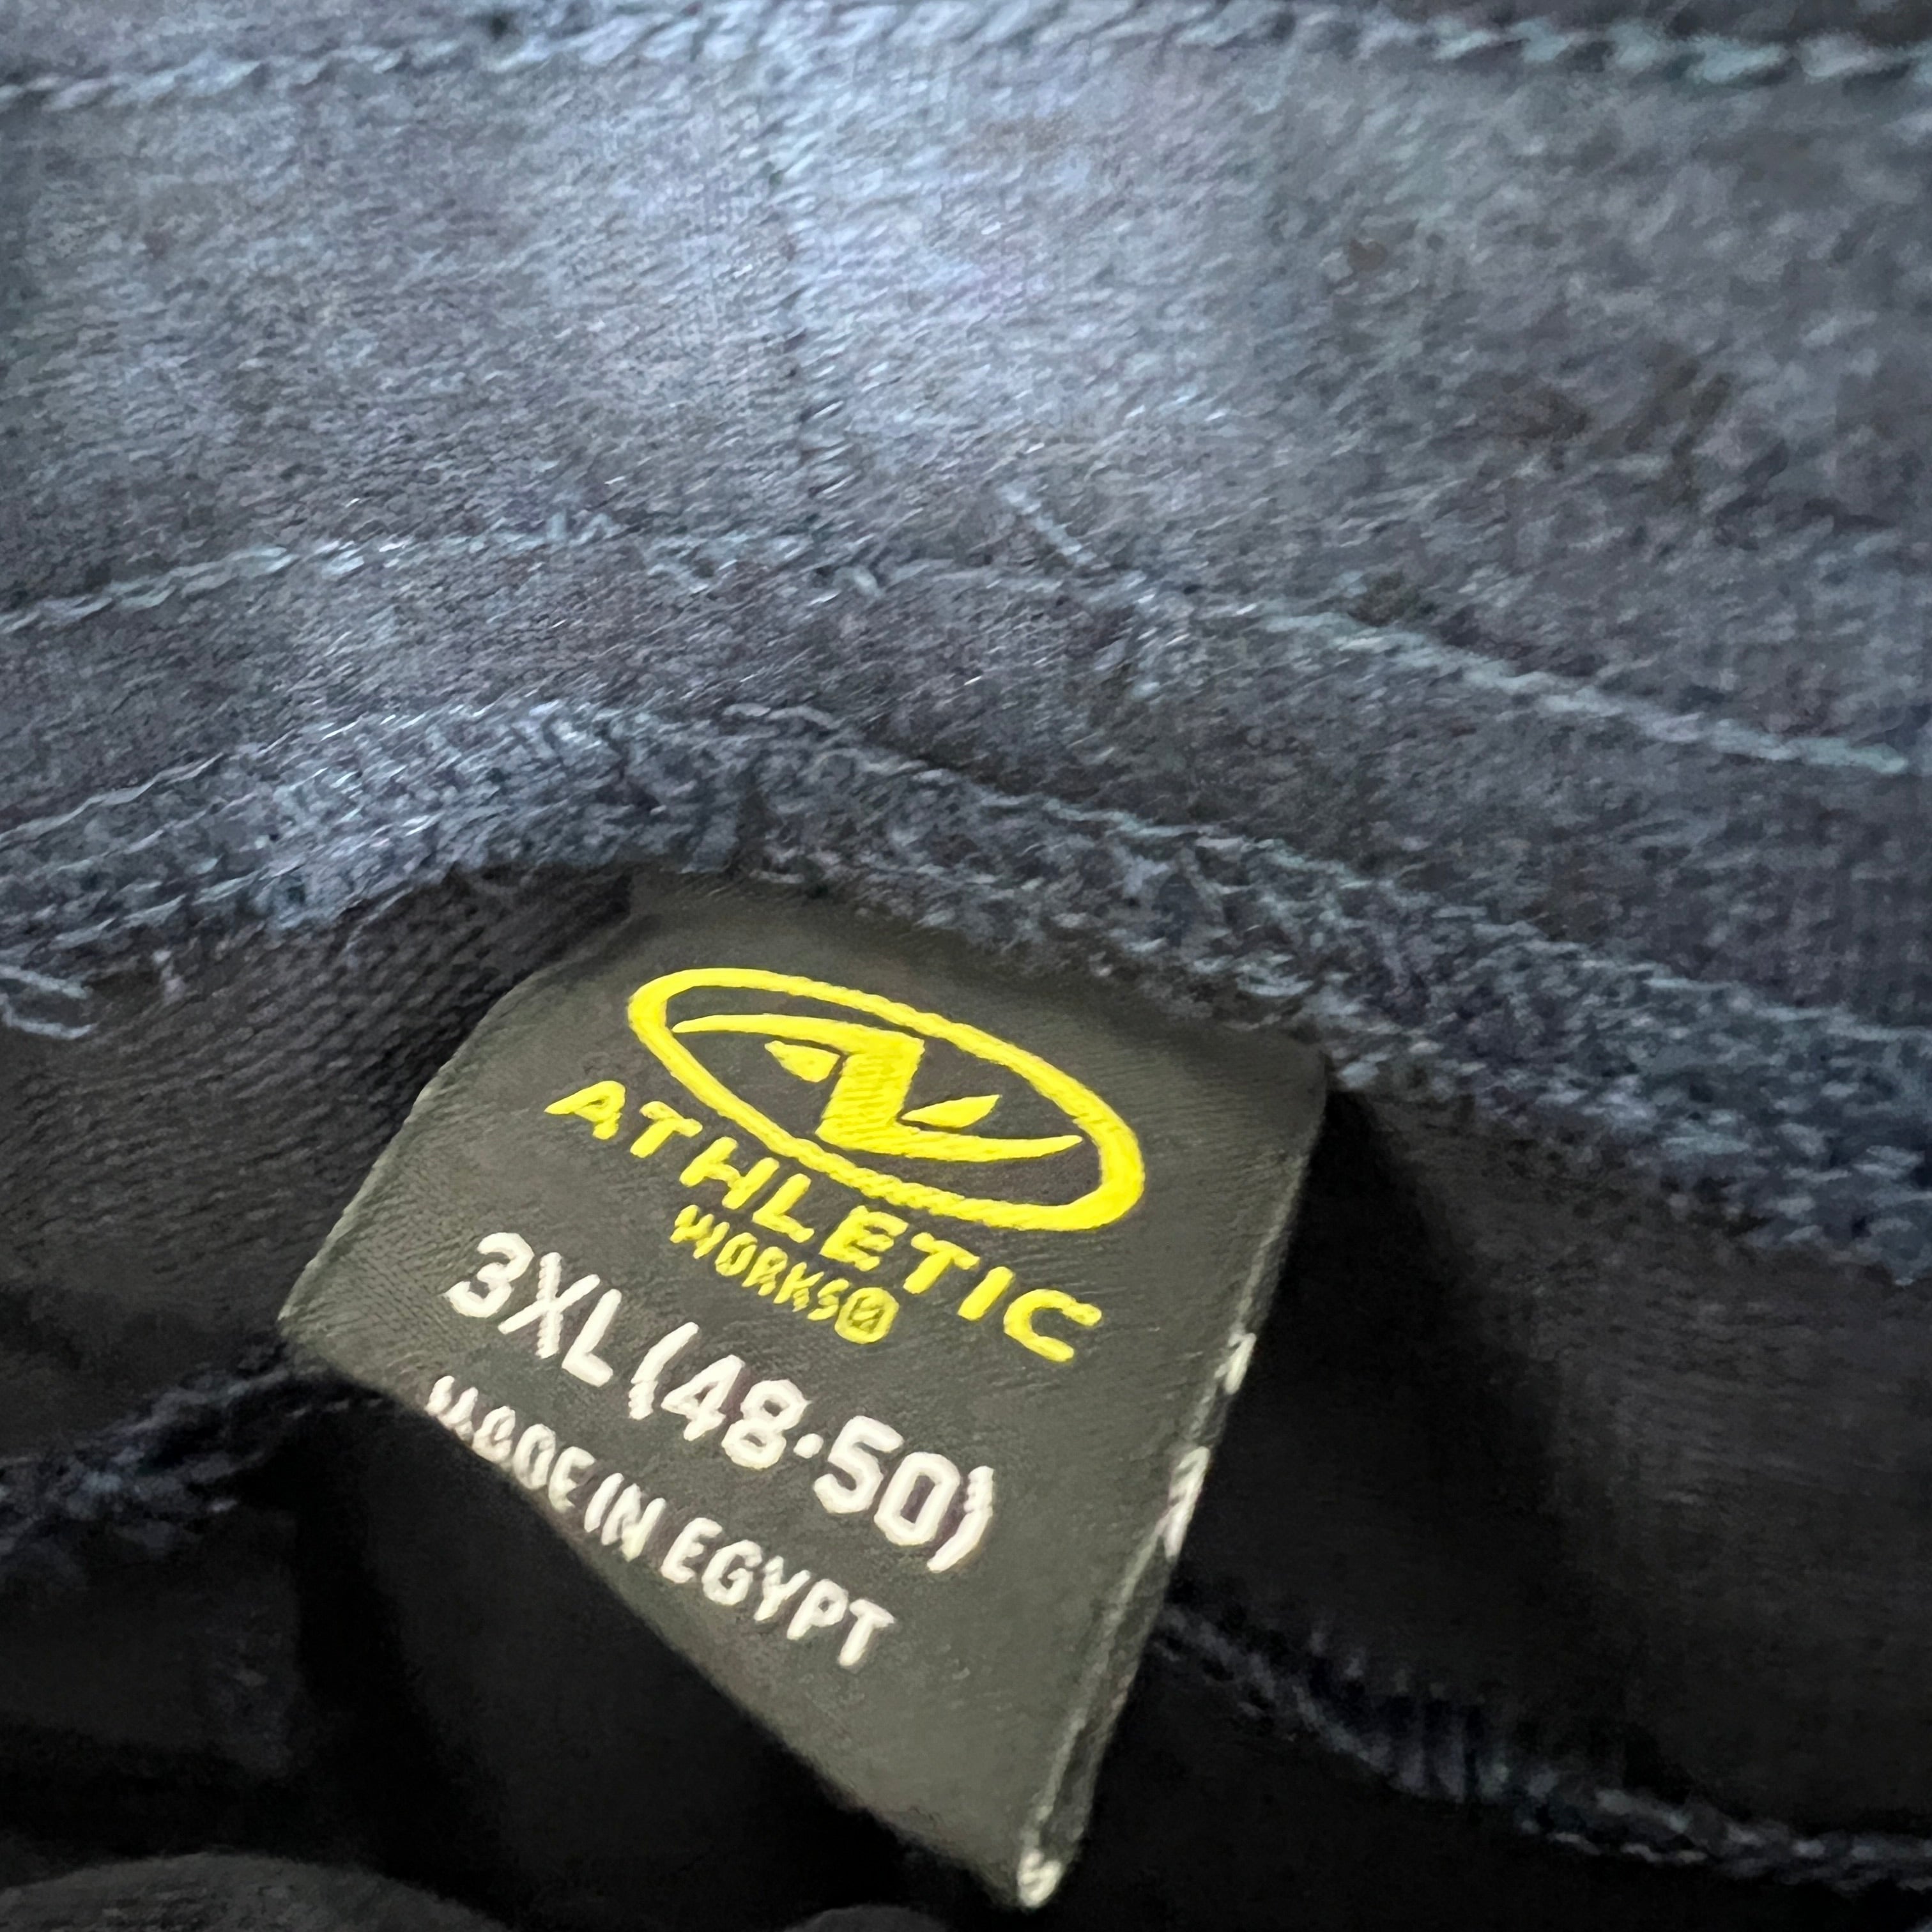 ATHLETIC
WORKS®
3XL (48-50)
MADE IN EGYPT